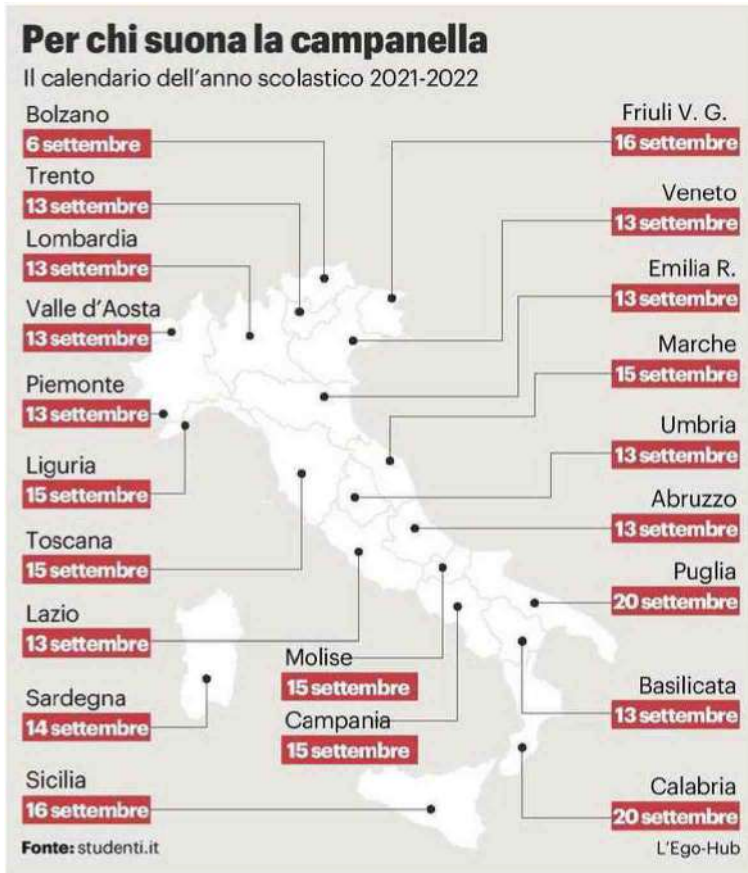 Per chi suona la campanella
Il calendario dell'anno scolastico 2021-2022
Bolzano
6 settembre
Trento
13 settembre
Lombardia
13 settembre
Valle d'Aosta
13 settembre
Piemonte
13 settembre
Liguria
15 settembre
Toscana
15 settembre
Lazio
13 settembre
Sardegna
14 settembre
Sicilia
16 settembre
Molise
15 settembre
Campania
15 settembre
Friuli V. G.
16 settembre
Veneto
13 settembre
Emilia R.
13 settembre
Marche
15 settembre
Umbria
13 settembre
Abruzzo
13 settembre
Puglia
20 settembre
Basilicata
13 settembre
Calabria
20 settembre
Fonte: studenti.it
L'Ego-Hub